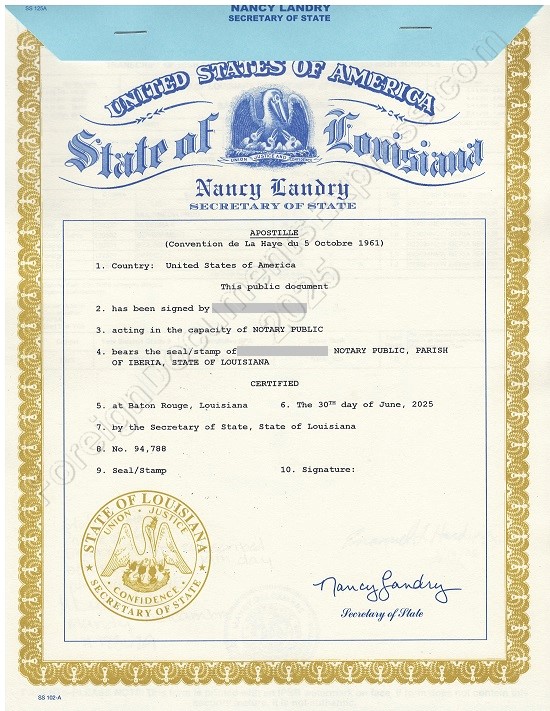 SS 125A
NANCY LANDRY
SECRETARY OF STATE
UNITED STATES OF AMERICA
State of Louisiana
UNION JUSTICE AND CONFIDENCE
Nancy Landry
SECRETARY OF STATE
APOSTILLE
(Convention de La Haye du 5 Octobre 1961)
1. Country: United States of America
This public document
2. has been signed by
3. acting in the capacity of NOTARY PUBLIC
4. bears the seal/stamp of NOTARY PUBLIC, PARISH
OF IBERIA, STATE OF LOUISIANA
CERTIFIED
5. at Baton Rouge, Louisiana 6. The 30TH day of June, 2025
7. by the Secretary of State, State of Louisiana
8. No. 94,788
9. Seal/Stamp 10. Signature:
STATE OF LOUISIANA
UNION · JUSTICE
CONFIDENCE
SECRETARY OF STATE
Nancy Landry
Secretary of State
SS 102-A
ForeignDocumentsExpress.com
2025